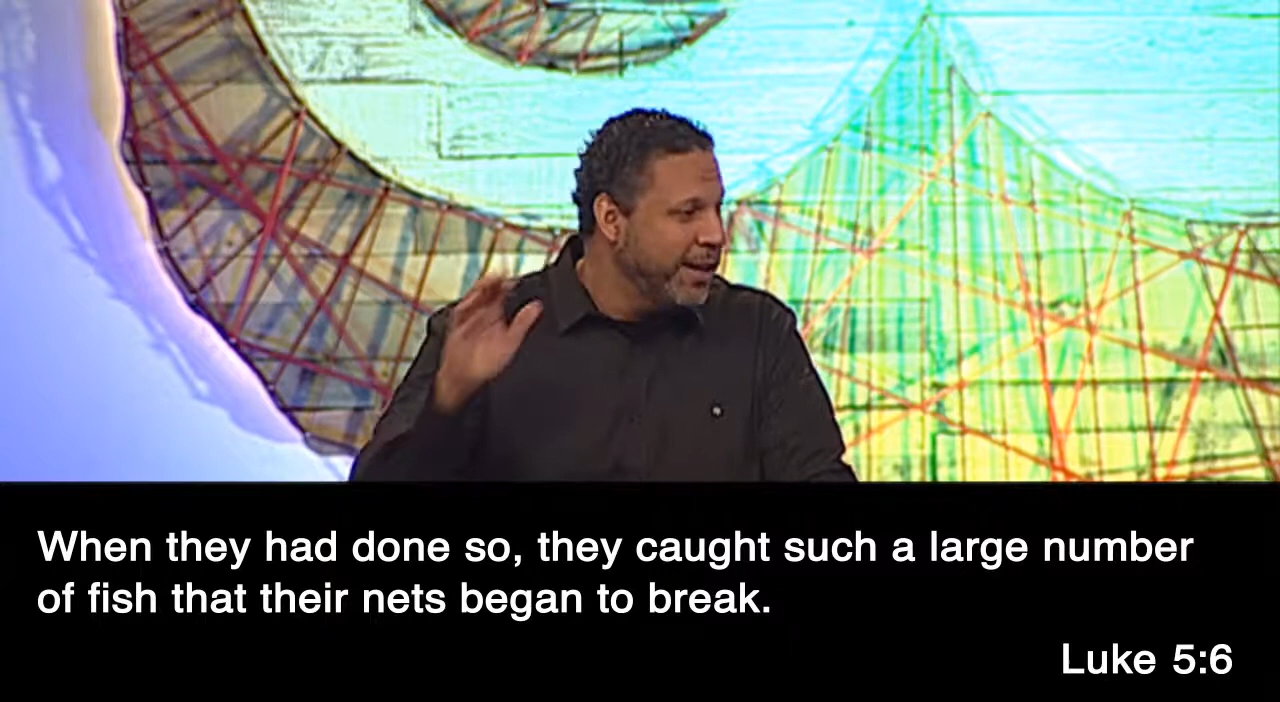 When they had done so, they caught such a large number
of fish that their nets began to break.
Luke 5:6